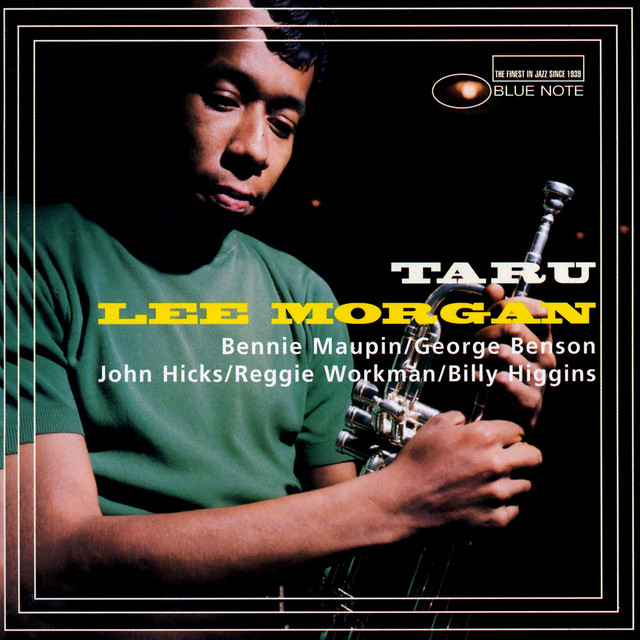 THE FINEST IN JAZZ SINCE 1939
BLUE NOTE
TARU
LEE MORGAN
Bennie Maupin/George Benson
John Hicks/Reggie Workman/Billy Higgins